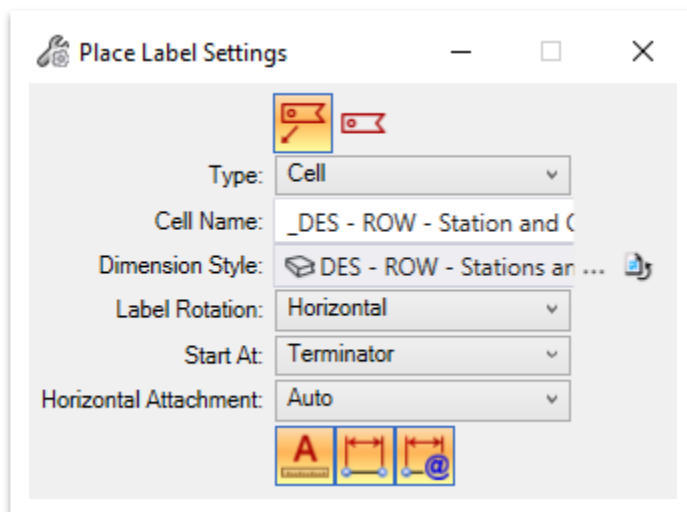 Place Label Settings
Type: Cell
Cell Name: _DES - ROW - Station and
Dimension Style: DES - ROW - Stations ...
Label Rotation: Horizontal
Start At: Terminator
Horizontal Attachment: Auto
A
@